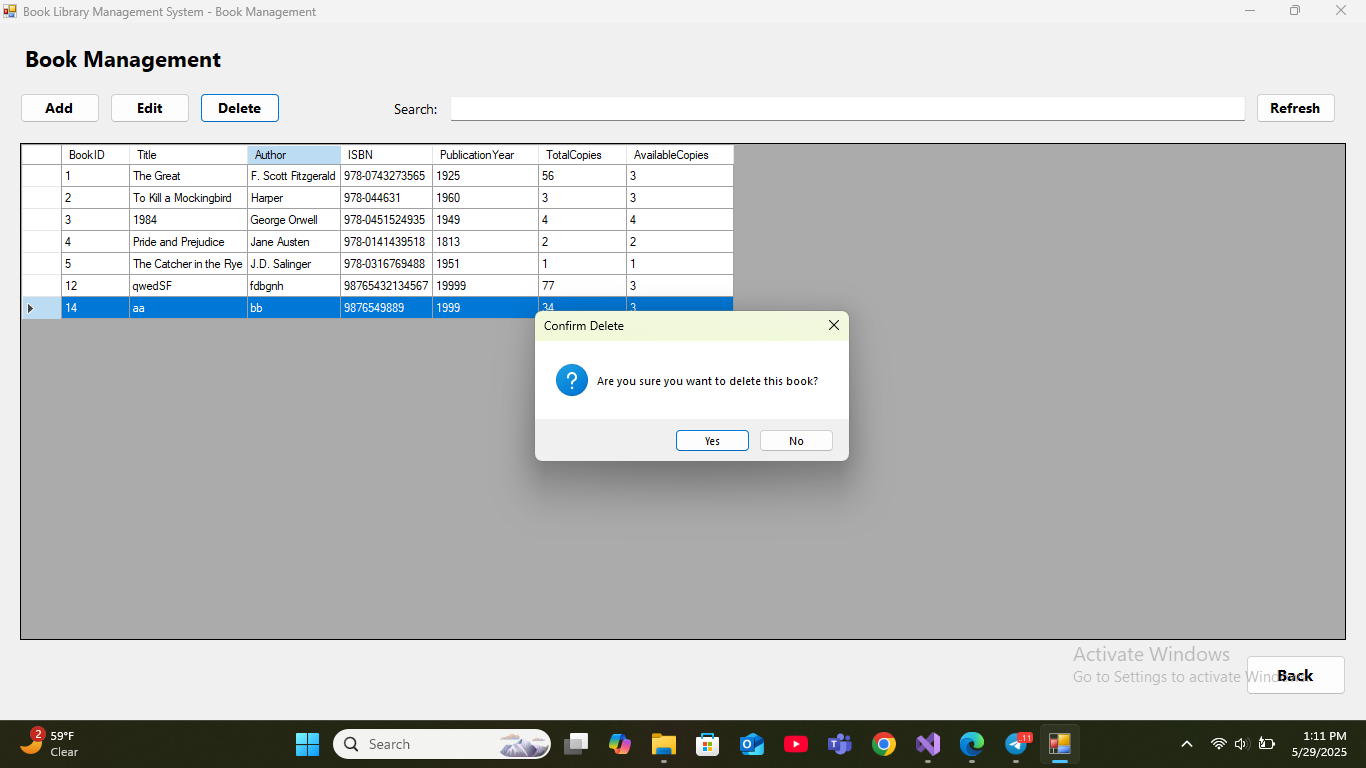 Book Library Management System - Book Management
Book Management
Add Edit Delete Search: Refresh
BookID Title Author ISBN PublicationYear TotalCopies AvailableCopies
1 The Great F. Scott Fitzgerald 978-0743273565 1925 56 3
2 To Kill a Mockingbird Harper 978-044631 1960 3 3
3 1984 George Orwell 978-0451524935 1949 4 4
4 Pride and Prejudice Jane Austen 978-0141439518 1813 2 2
5 The Catcher in the Rye J.D. Salinger 978-0316769488 1951 1 1
12 qwedSF fdbgnh 98765432134567 19999 77 3
14 aa bb 9876549889 1999 34 3
Confirm Delete
Are you sure you want to delete this book?
Yes No
Activate Windows
Go to Settings to activate
Back
2 59°F
Clear
Search
11
1:11 PM
5/29/2025